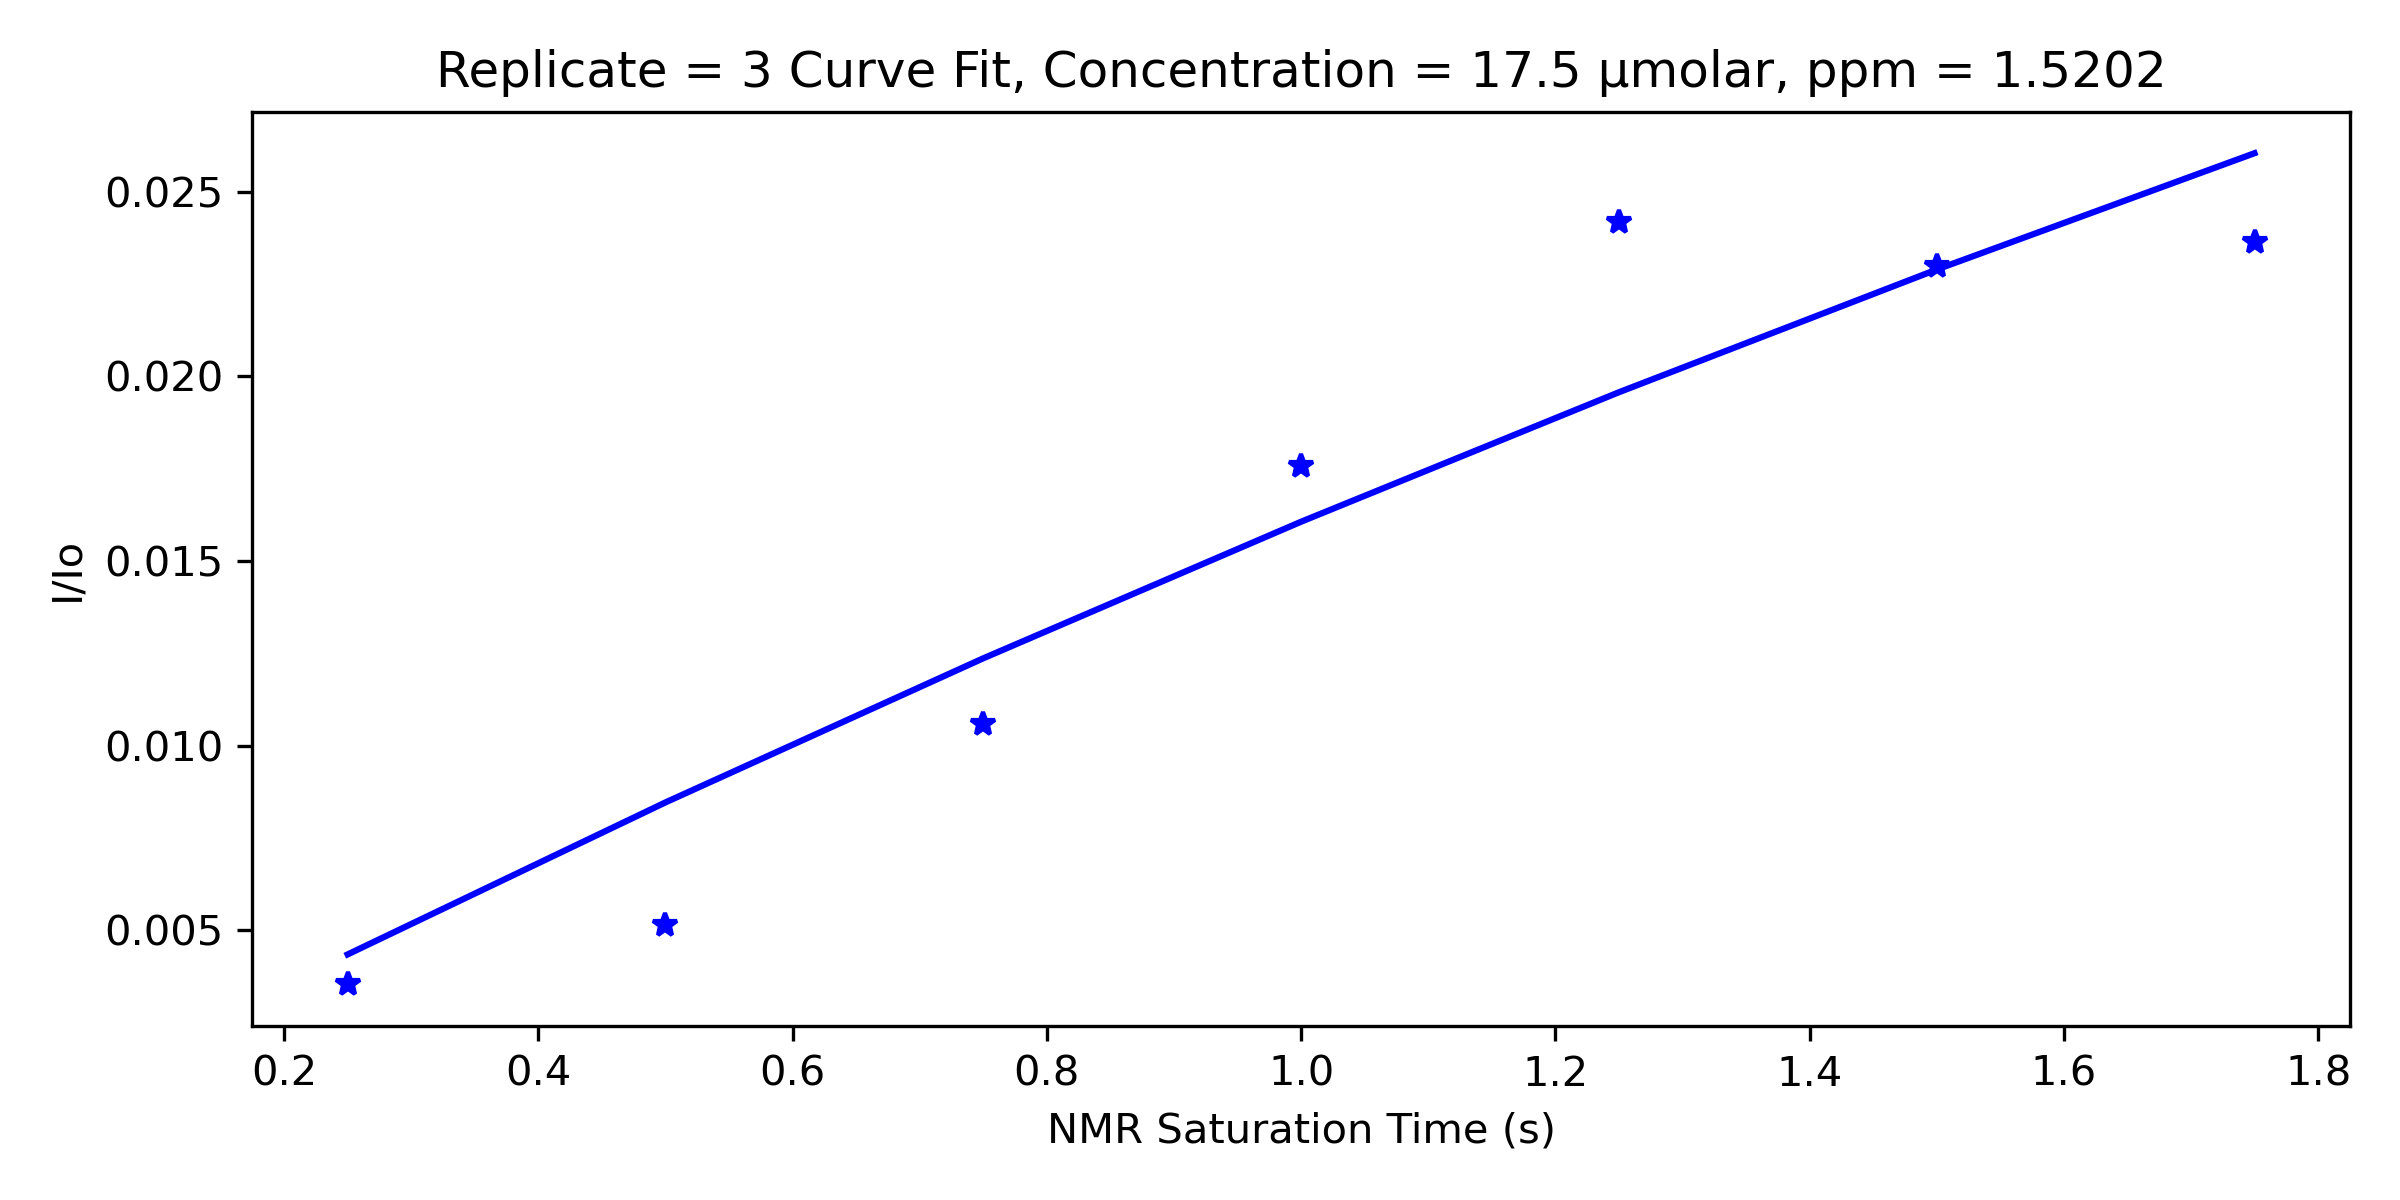 Replicate = 3 Curve Fit, Concentration = 17.5 µmolar, ppm = 1.5202
0.025
0.020
0.015
0.010
0.005
I/Io
0.2 0.4 0.6 0.8 1.0 1.2 1.4 1.6 1.8
NMR Saturation Time (s)